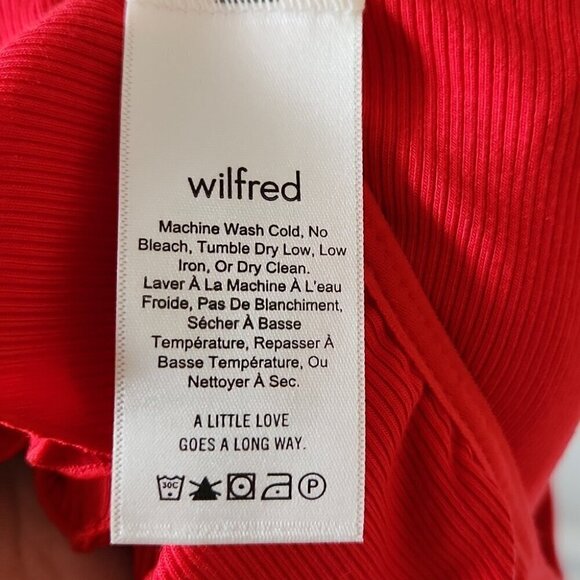 wilfred
Machine Wash Cold, No
Bleach, Tumble Dry Low, Low
Iron, Or Dry Clean.
Laver À La Machine À L'eau
Froide, Pas De Blanchiment,
Sécher À Basse
Température, Repasser À
Basse Température, Ou
Nettoyer À Sec.
A LITTLE LOVE
GOES A LONG WAY.
30C P